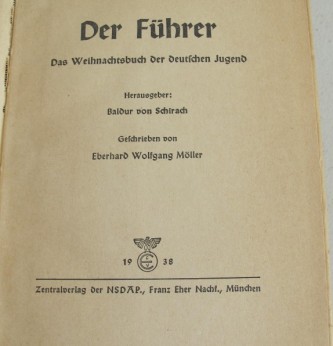 Der Führer
Das Weihnachtsbuch der deutschen Jugend
Herausgeber:
Baldur von Schirach
Geschrieben von
Eberhard Wolfgang Möller
19 38
Zentralverlag der NSDAP., Franz Eher Nachf., München